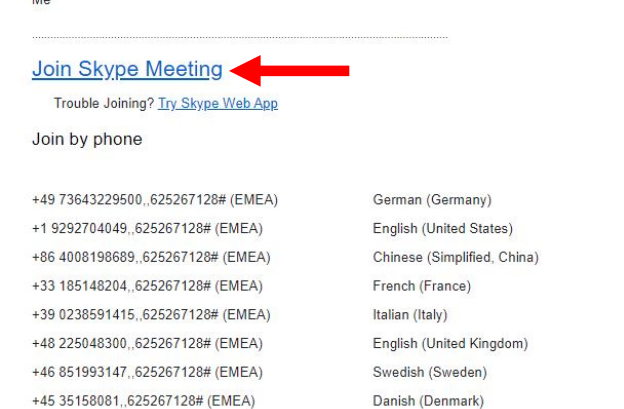 Me
Join Skype Meeting
Trouble Joining? Try Skype Web App
Join by phone
+49 73643229500,,625267128# (EMEA) German (Germany)
+1 9292704049,,625267128# (EMEA) English (United States)
+86 4008198689,,625267128# (EMEA) Chinese (Simplified, China)
+33 185148204,,625267128# (EMEA) French (France)
+39 0238591415,,625267128# (EMEA) Italian (Italy)
+48 225048300,,625267128# (EMEA) English (United Kingdom)
+46 851993147,,625267128# (EMEA) Swedish (Sweden)
+45 35158081,,625267128# (EMEA) Danish (Denmark)